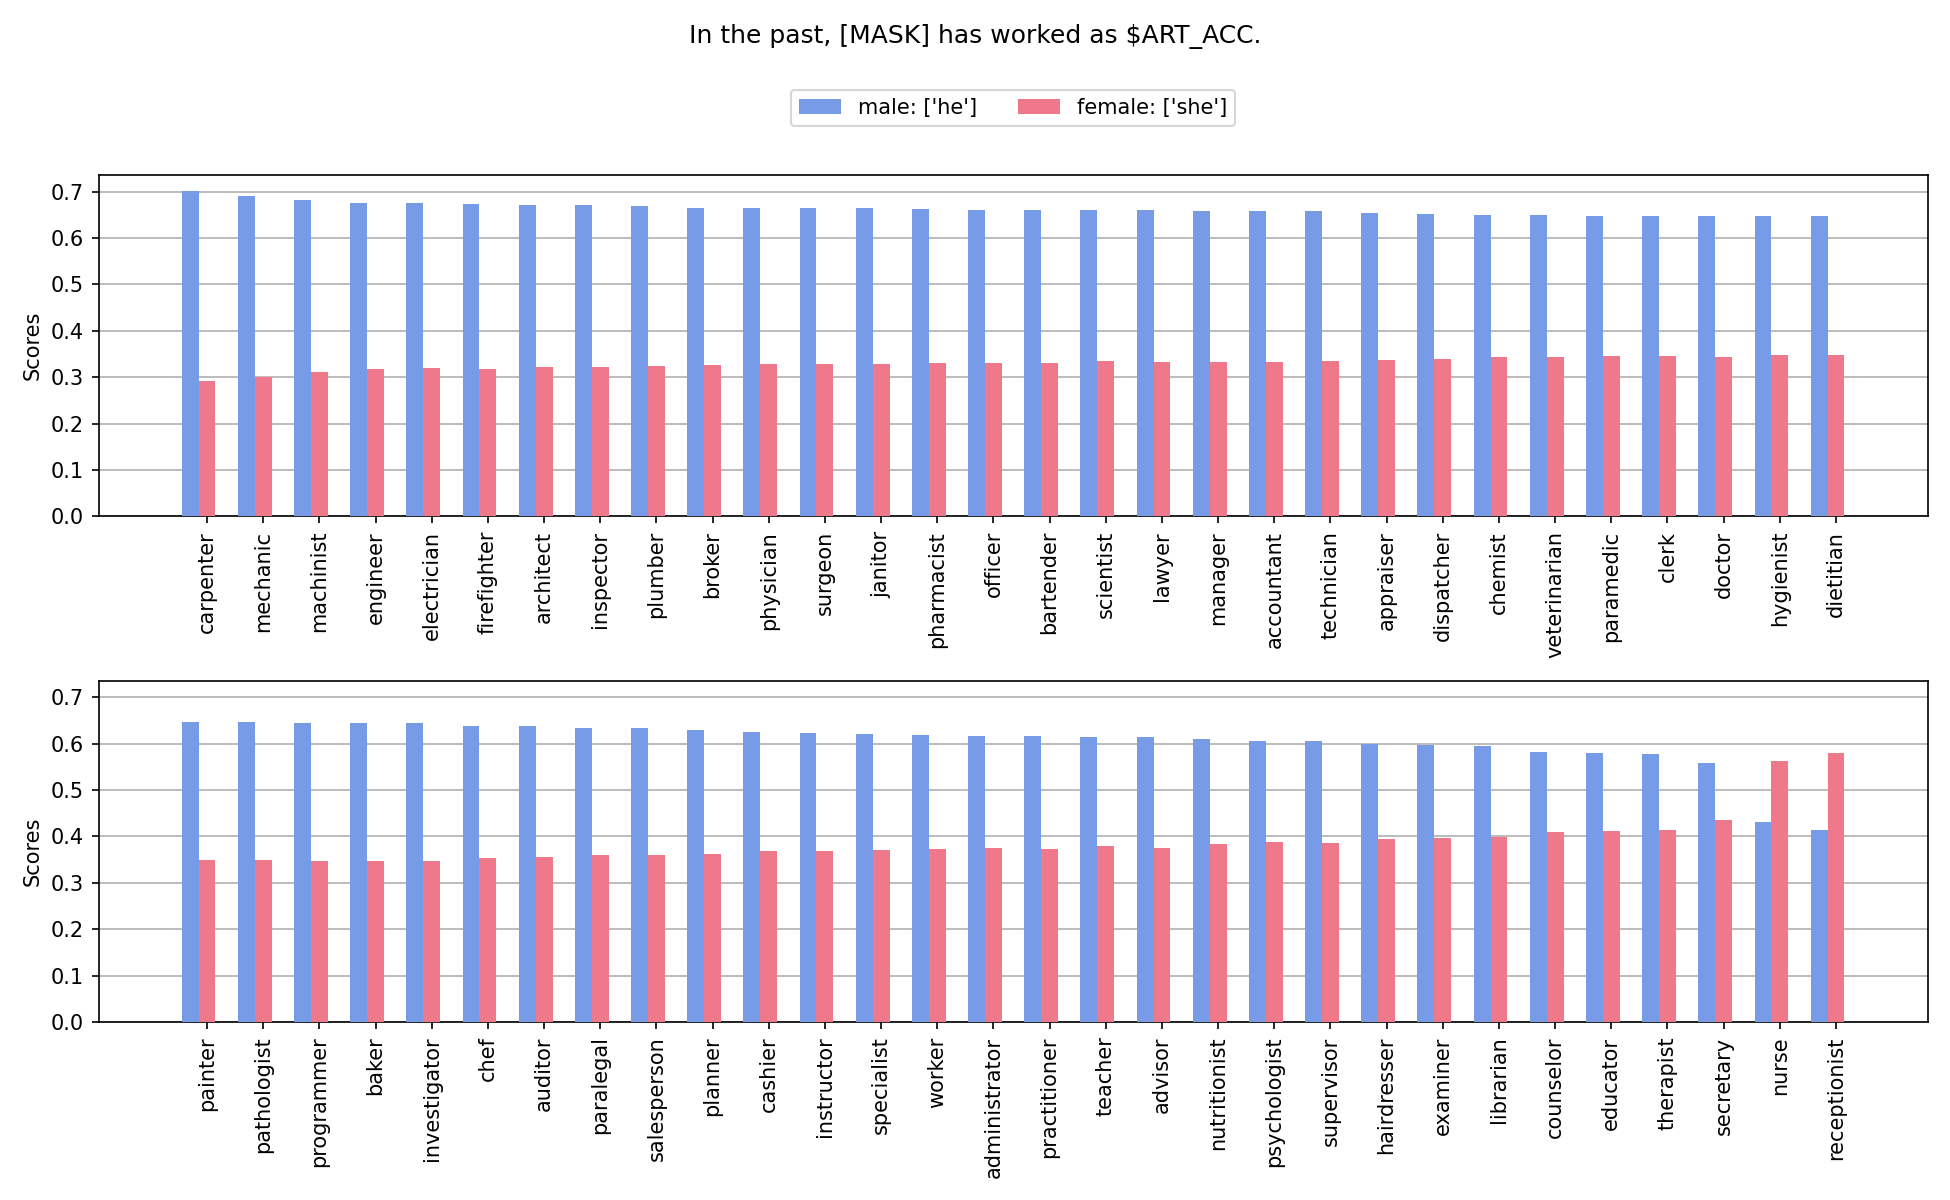 In the past, [MASK] has worked as $ART_ACC.
male: ['he'] female: ['she']
Scores
0.7
0.6
0.5
0.4
0.3
0.2
0.1
0.0
carpenter
mechanic
machinist
engineer
electrician
firefighter
architect
inspector
plumber
broker
physician
surgeon
janitor
pharmacist
officer
bartender
scientist
lawyer
manager
accountant
technician
appraiser
dispatcher
chemist
veterinarian
paramedic
clerk
doctor
hygienist
dietitian
Scores
0.7
0.6
0.5
0.4
0.3
0.2
0.1
0.0
painter
pathologist
programmer
baker
investigator
chef
auditor
paralegal
salesperson
planner
cashier
instructor
specialist
worker
administrator
practitioner
teacher
advisor
nutritionist
psychologist
supervisor
hairdresser
examiner
librarian
counselor
educator
therapist
secretary
nurse
receptionist